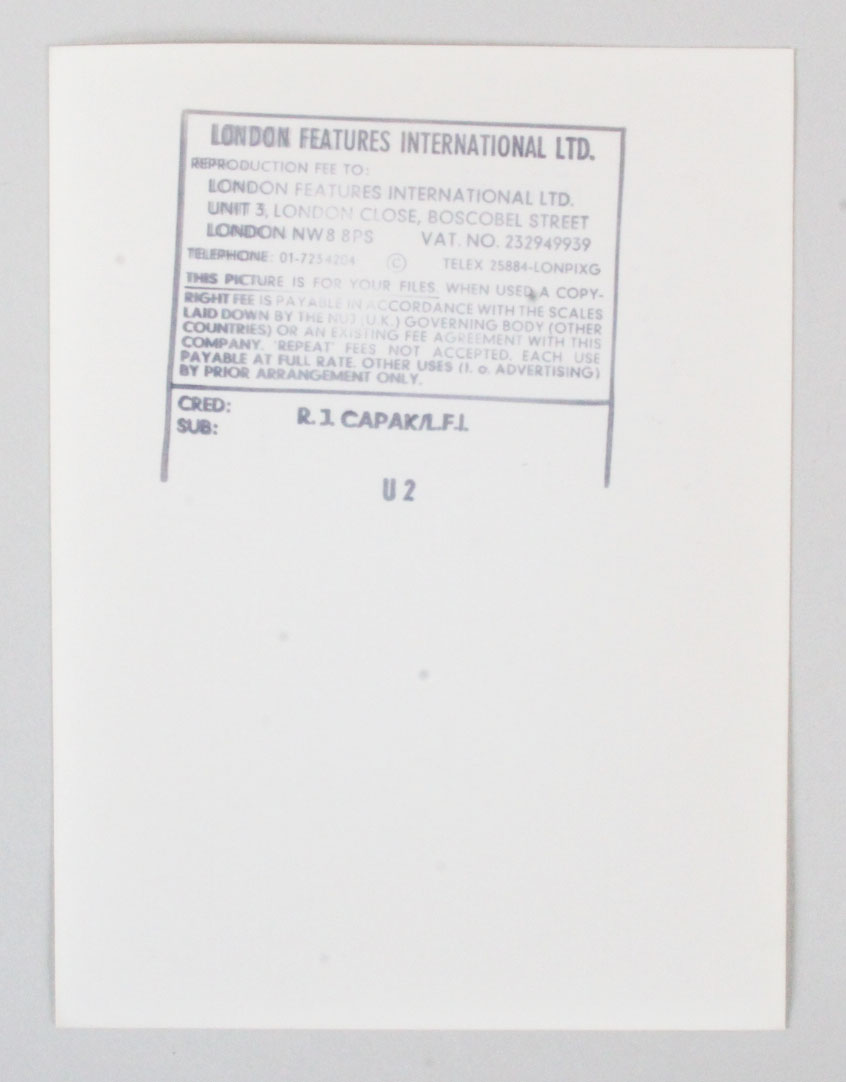 LONDON FEATURES INTERNATIONAL LTD.
REPRODUCTION FEE TO:
LONDON FEATURES INTERNATIONAL LTD.
UNIT 3, LONDON CLOSE, BOSCOBEL STREET
LONDON NW8 8PS VAT. NO. 232949939
TELEPHONE: 01-7234204 © TELEX 25884-LONPIXG
THIS PICTURE IS FOR YOUR FILES. WHEN USED A COPY-
RIGHT FEE IS PAYABLE IN ACCORDANCE WITH THE SCALES
LAID DOWN BY THE NUJ (U.K.) GOVERNING BODY (OTHER
COUNTRIES) OR AN EXISTING FEE AGREEMENT WITH THIS
COMPANY. 'REPEAT' FEES NOT ACCEPTED. EACH USE
PAYABLE AT FULL RATE. OTHER USES (I. e. ADVERTISING)
BY PRIOR ARRANGEMENT ONLY.
CRED: R. J. CAPAK/L.F.I.
SUB:
U 2